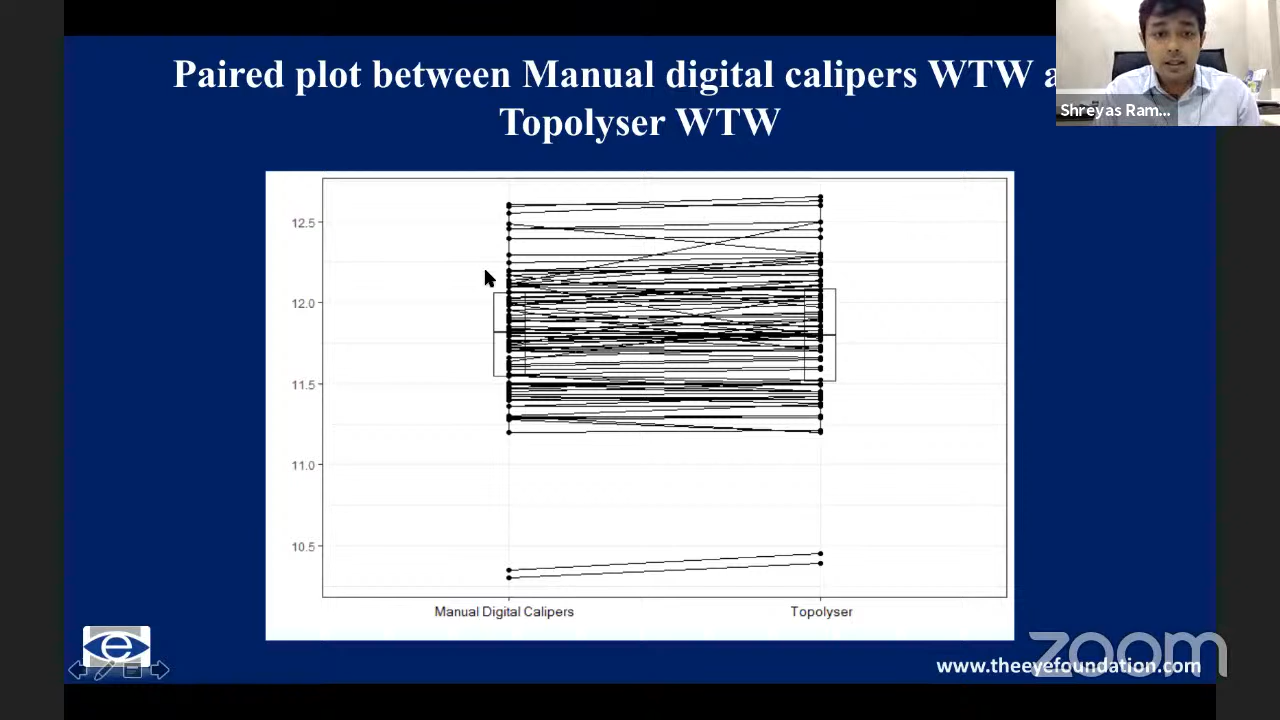 Paired plot between Manual digital calipers WTW a
Topolyser WTW
Shreyas Ram...
12.5
12.0
11.5
11.0
10.5
Manual Digital Calipers
Topolyser
e
zoom
www.theeyefoundation.com